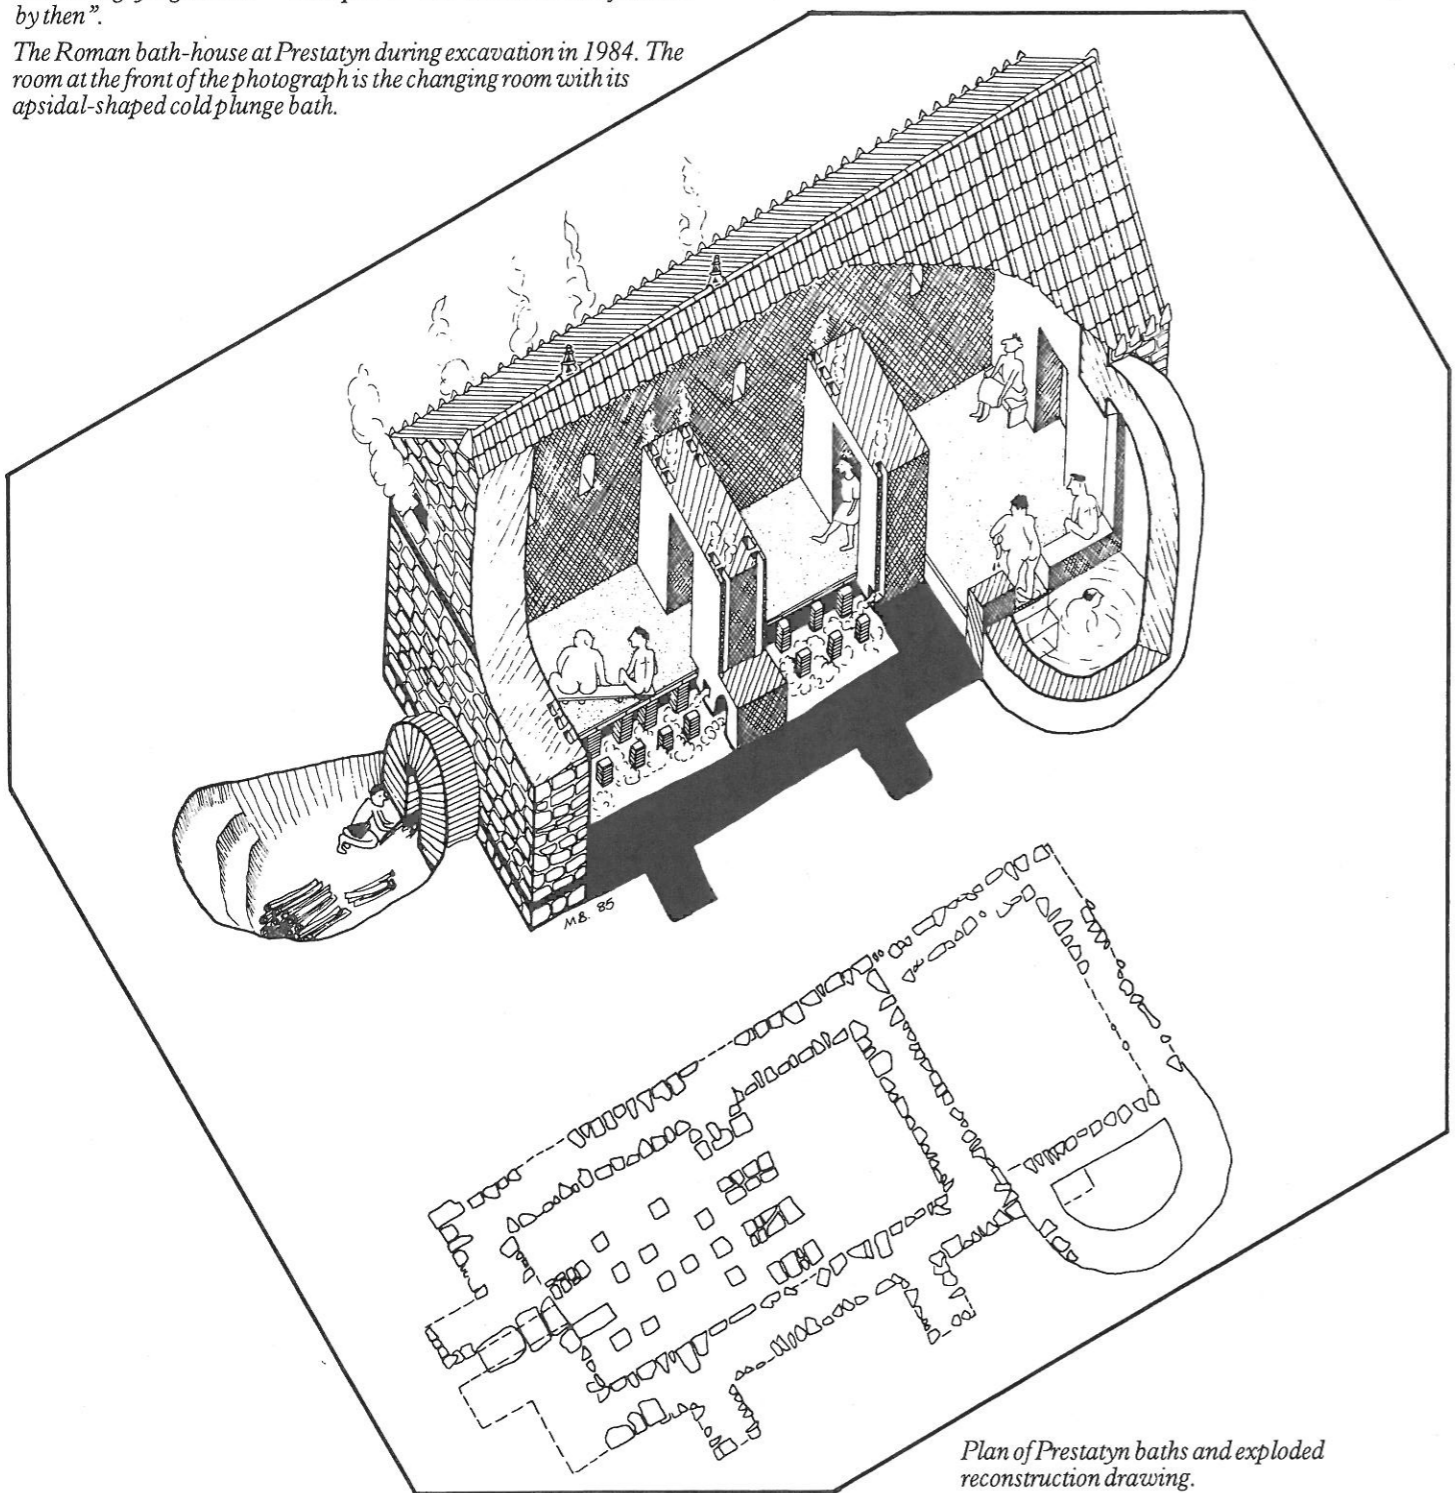 by then”.
The Roman bath-house at Prestatyn during excavation in 1984. The
room at the front of the photograph is the changing room with its
apsidal-shaped cold plunge bath.
M.B. 85
Plan of Prestatyn baths and exploded
reconstruction drawing.